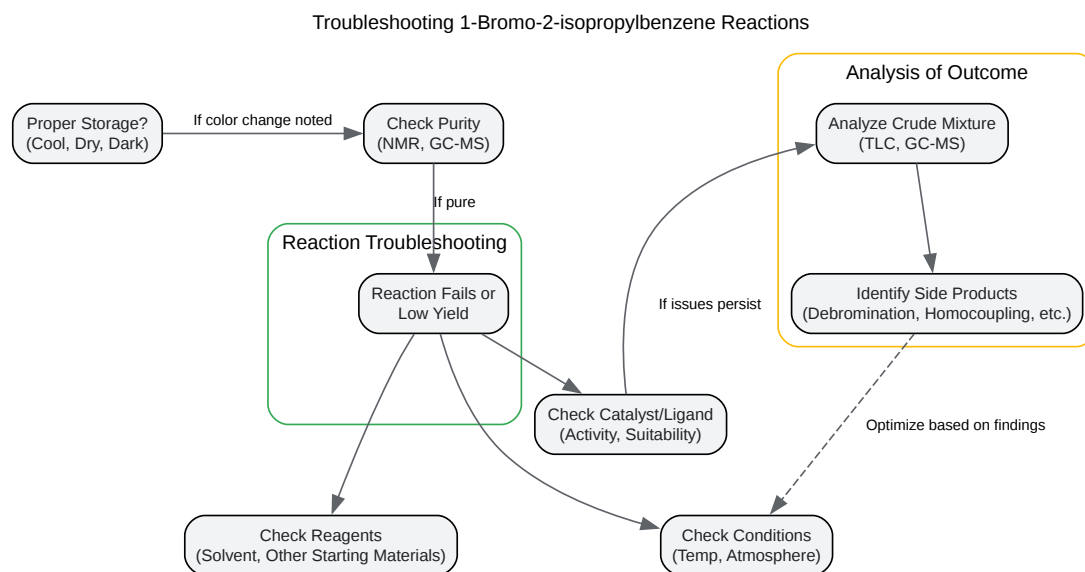 Troubleshooting 1-Bromo-2-isopropylbenzene Reactions
Analysis of Outcome
Proper Storage?
(Cool, Dry, Dark)
If color change noted
Check Purity
(NMR, GC-MS)
Analyze Crude Mixture
(TLC, GC-MS)
If pure
Reaction Troubleshooting
Reaction Fails or
Low Yield
If issues persist
Identify Side Products
(Debromination, Homocoupling, etc.)
Check Catalyst/Ligand
(Activity, Suitability)
Optimize based on findings
Check Reagents
(Solvent, Other Starting Materials)
Check Conditions
(Temp, Atmosphere)